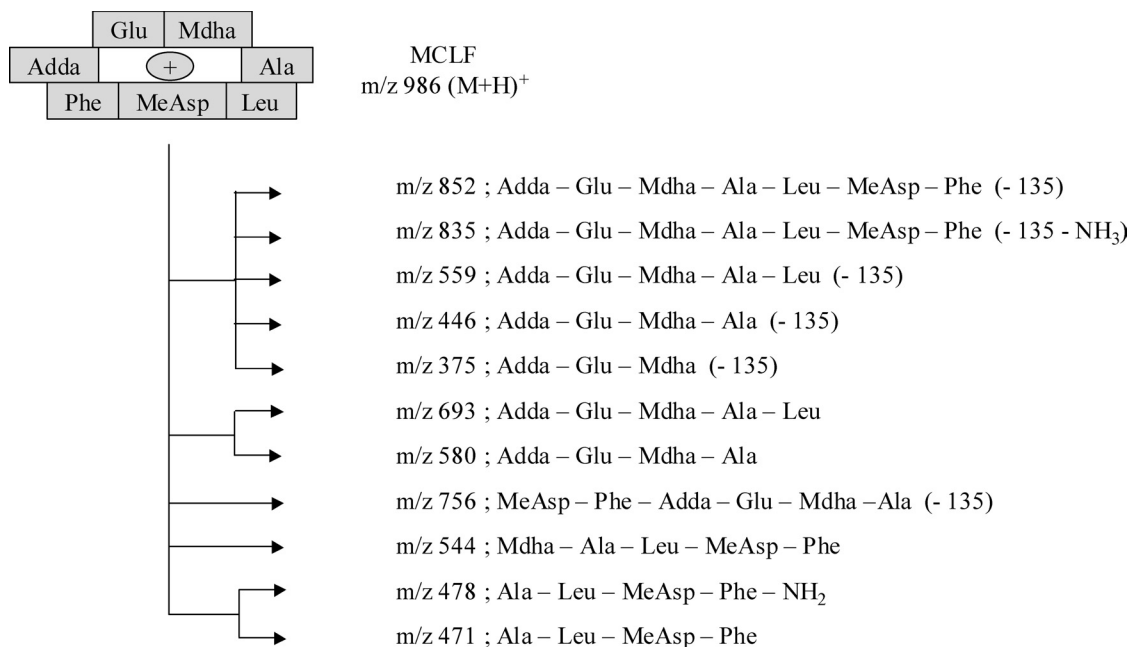 Glu Mdha
Adda + Ala
Phe MeAsp Leu
MCLF
m/z 986 (M+H)⁺
m/z 852 ; Adda – Glu – Mdha – Ala – Leu – MeAsp – Phe (- 135)
m/z 835 ; Adda – Glu – Mdha – Ala – Leu – MeAsp – Phe (- 135 - NH₃)
m/z 559 ; Adda – Glu – Mdha – Ala – Leu (- 135)
m/z 446 ; Adda – Glu – Mdha – Ala (- 135)
m/z 375 ; Adda – Glu – Mdha (- 135)
m/z 693 ; Adda – Glu – Mdha – Ala – Leu
m/z 580 ; Adda – Glu – Mdha – Ala
m/z 756 ; MeAsp – Phe – Adda – Glu – Mdha –Ala (- 135)
m/z 544 ; Mdha – Ala – Leu – MeAsp – Phe
m/z 478 ; Ala – Leu – MeAsp – Phe – NH₂
m/z 471 ; Ala – Leu – MeAsp – Phe